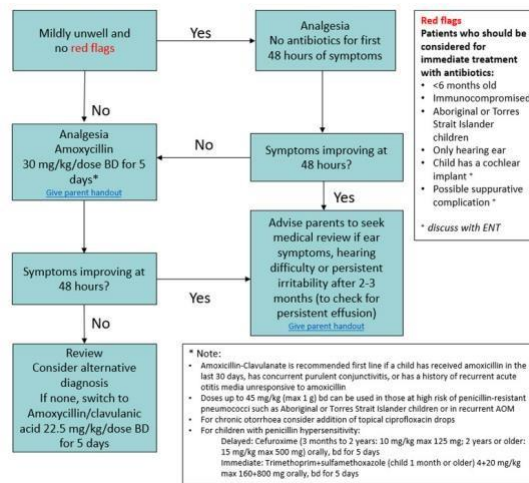 Mildly unwell and
no red flags
Yes
Analgesia
No antibiotics for first
48 hours of symptoms
No
Analgesia
Amoxycillin
30 mg/kg/dose BD for 5
days*
Give parent handout
No
Symptoms improving at
48 hours?
Yes
Symptoms improving at
48 hours?
Yes
Advise parents to seek
medical review if ear
symptoms, hearing
difficulty or persistent
irritability after 2-3
months (to check for
persistent effusion)
Give parent handout
No
Review
Consider alternative
diagnosis
If none, switch to
Amoxycillin/clavulanic
acid 22.5 mg/kg/dose BD
for 5 days
Red flags
Patients who should be
considered for
immediate treatment
with antibiotics:
• <6 months old
• Immunocompromised
• Aboriginal or Torres
Strait Islander
children
• Only hearing ear
• Child has a cochlear
implant +
• Possible suppurative
complication +
+ discuss with ENT
* Note:
• Amoxicillin-Clavulanate is recommended first line if a child has received amoxicillin in the
last 30 days, has concurrent purulent conjunctivitis, or has a history of recurrent acute
otitis media unresponsive to amoxicillin
• Doses up to 45 mg/kg (max 1 g) bd can be used in those at high risk of penicillin-resistant
pneumococci such as Aboriginal or Torres Strait Islander children or in recurrent AOM
• For chronic otorrhoea consider addition of topical ciprofloxacin drops
• For children with penicillin hypersensitivity:
Delayed: Cefuroxime (3 months to 2 years: 10 mg/kg max 125 mg; 2 years or older:
15 mg/kg max 500 mg) orally, bd for 5 days
Immediate: Trimethoprim+sulfamethoxazole (child 1 month or older) 4+20 mg/kg
max 160+800 mg orally, bd for 5 days